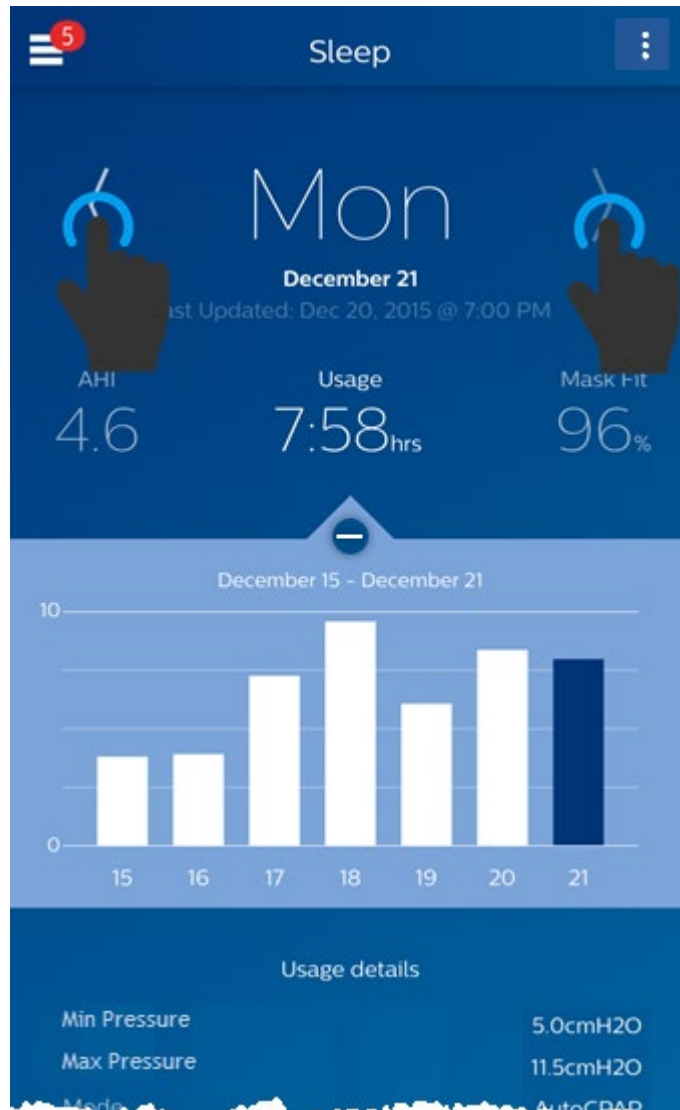 5
Sleep
Mon
December 21
ast Updated: Dec 20, 2015 @ 7:00 PM
AHI Usage Mask Fit
4.6 7:58hrs 96%
December 15 - December 21
10
0
15 16 17 18 19 20 21
Usage details
Min Pressure 5.0cmH2O
Max Pressure 11.5cmH2O
Mode AutoCPAP